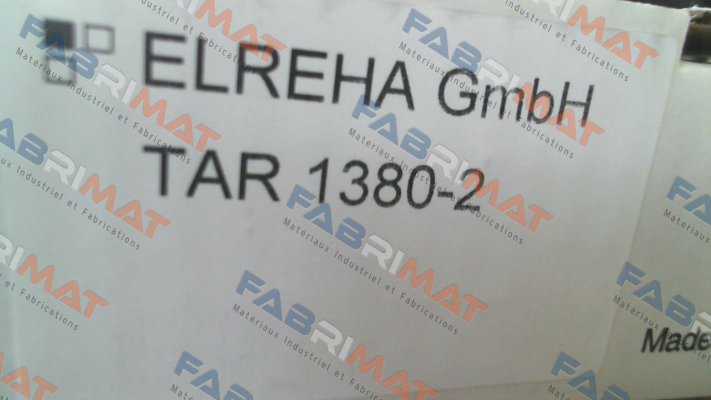 ELREHA GmbH
TAR 1380-2
Made
FABRIMAT
Matériaux Industriel et Fabrications